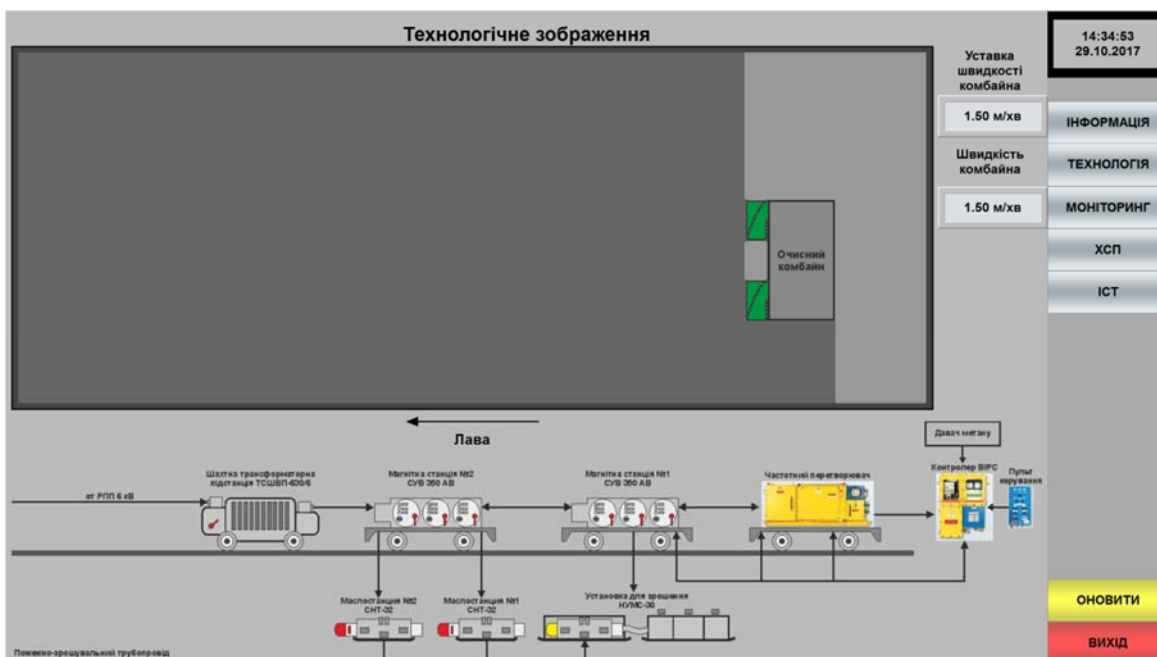 Технологічне зображення
14:34:53
29.10.2017
Уставка
швидкості
комбайна
1.50 м/хв
Швидкість
комбайна
1.50 м/хв
ІНФОРМАЦІЯ
ТЕХНОЛОГІЯ
МОНІТОРИНГ
ХСП
ІСТ
Очисний
комбайн
Лава
Давач метану
Шахтна трансформаторна
підстанція ТСШВП-630/6
Магнітна станція №2
СУВ 350 АВ
Магнітна станція №1
СУВ 350 АВ
Частотний перетворювач
Контролер ВІРС
Пульт
керування
от РПП 6 кВ
Маслостанция №2
СНТ-32
Маслостанция №1
СНТ-32
Установка для зрошення
НУМС-30
Пожежно-зрошувальний трубопровід
ОНОВИТИ
ВИХІД